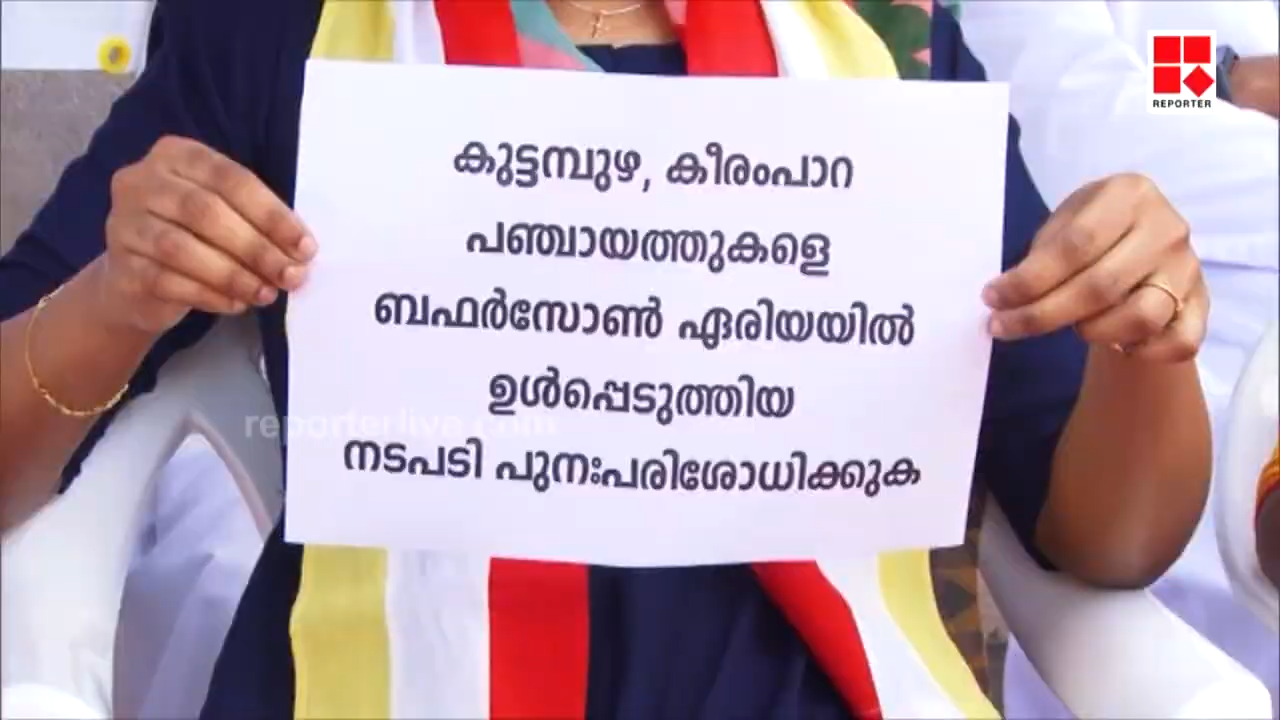 REPORTER
കുട്ടമ്പുഴ, കീരംപാറ
പഞ്ചായത്തുകളെ
ബഫർസോൺ ഏരിയയിൽ
ഉൾപ്പെടുത്തിയ
നടപടി പുനഃപരിശോധിക്കുക
reporterlive.com